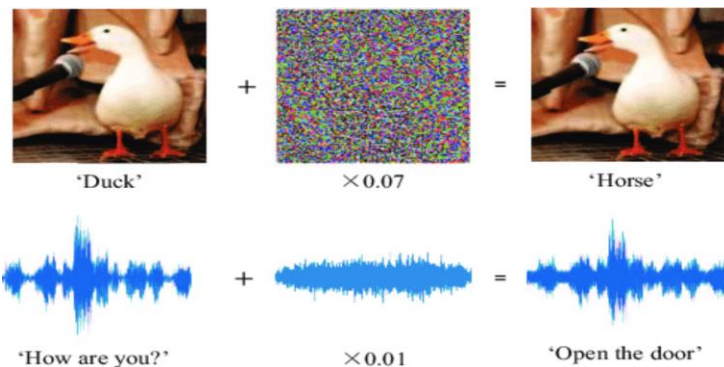 + =
‘Duck’ ×0.07 ‘Horse’
+ =
‘How are you?’ ×0.01 ‘Open the door’